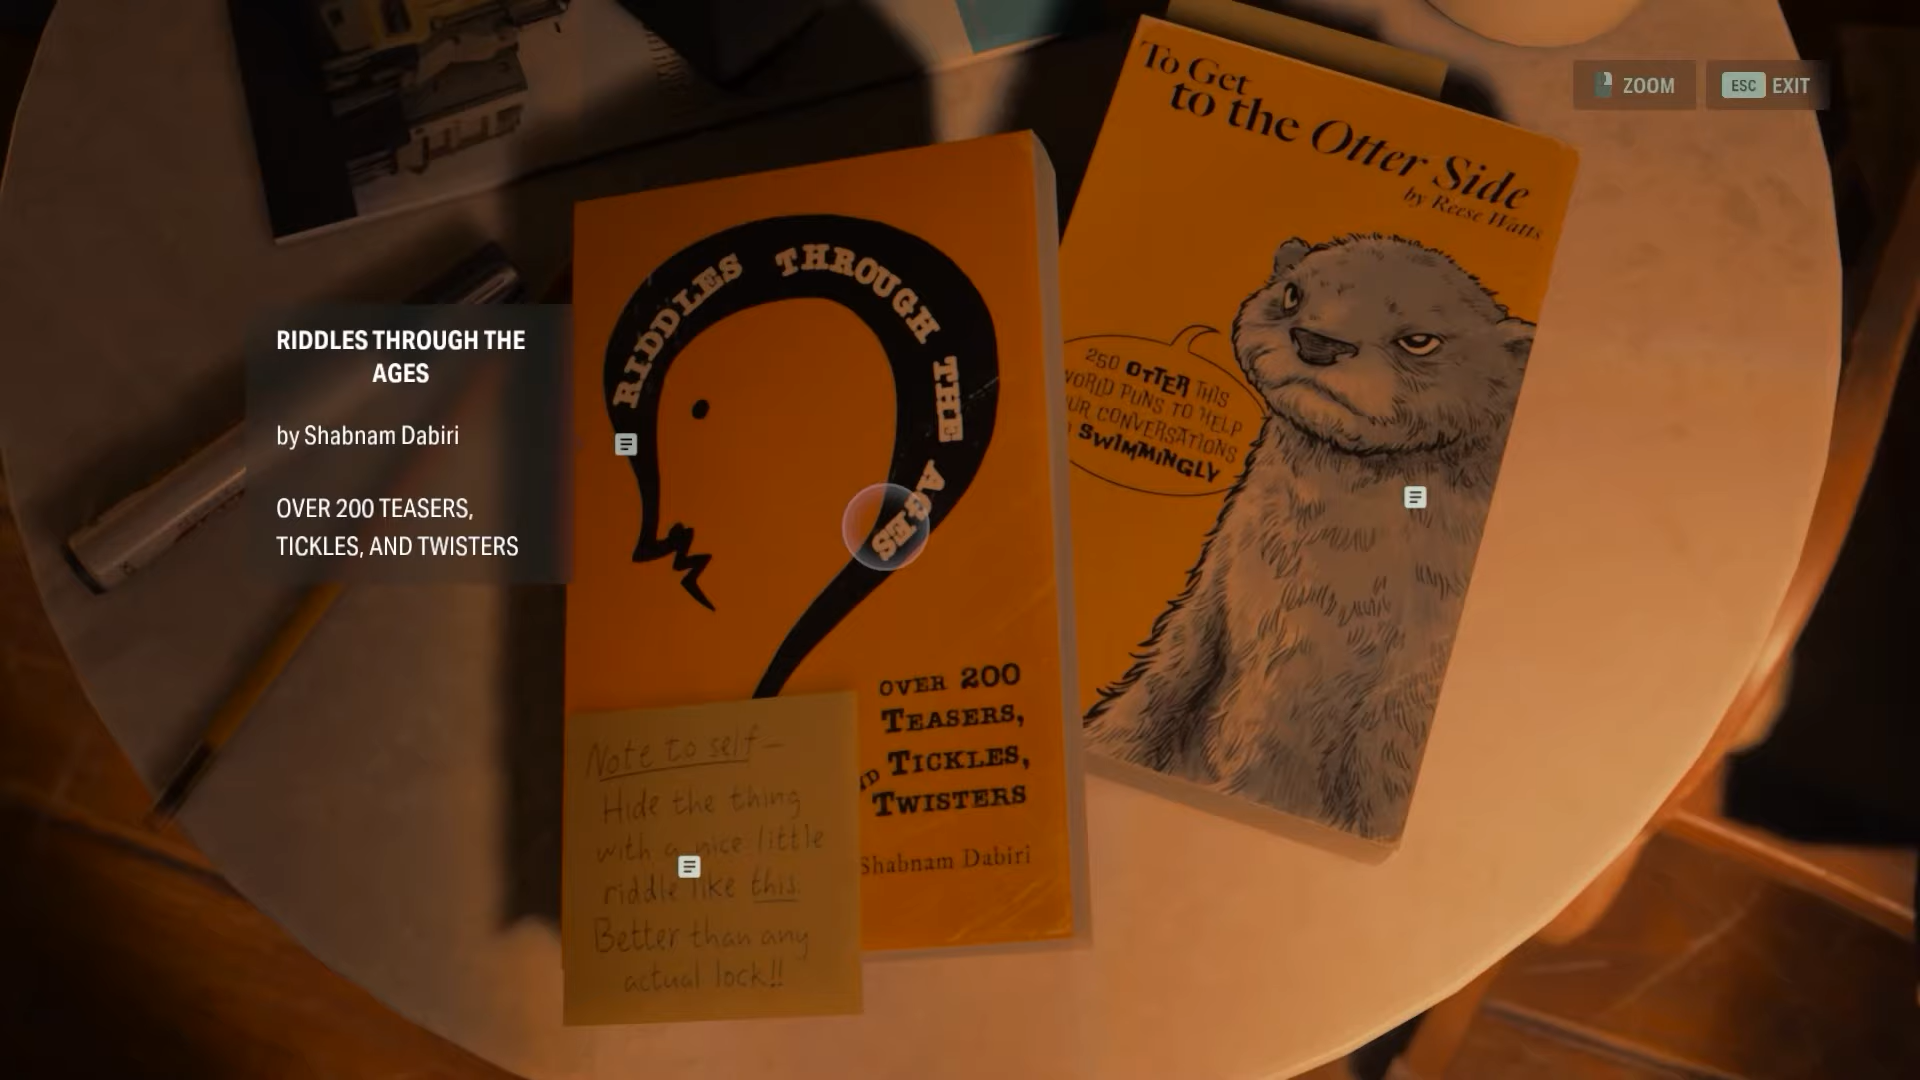 ZOOM
ESC EXIT
RIDDLES THROUGH THE
AGES
by Shabnam Dabiri
OVER 200 TEASERS,
TICKLES, AND TWISTERS
RIDDLES THROUGH THE AGES
OVER 200
TEASERS,
TICKLES,
TWISTERS
Shabnam Dabiri
Note to self-
Hide the thing
with a nice little
riddle like this.
Better than any
actual lock!!
To Get
to the Otter Side
by Reese Watts
250 OTTER THIS
WORLD PUNS TO HELP
CONVERSATIONS
SWIMMINGLY